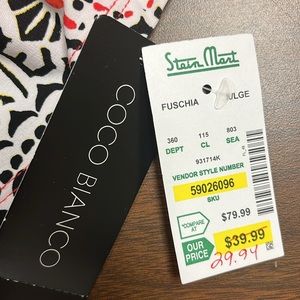 COCO BIANCO
Stein Mart
FUSCHIA
360 115 803
DEPT CL SEA
931714K
VENDOR STYLE NUMBER
59026096
SKU
$79.99
"COMPARE AT
OUR PRICE
$39.99
29.94